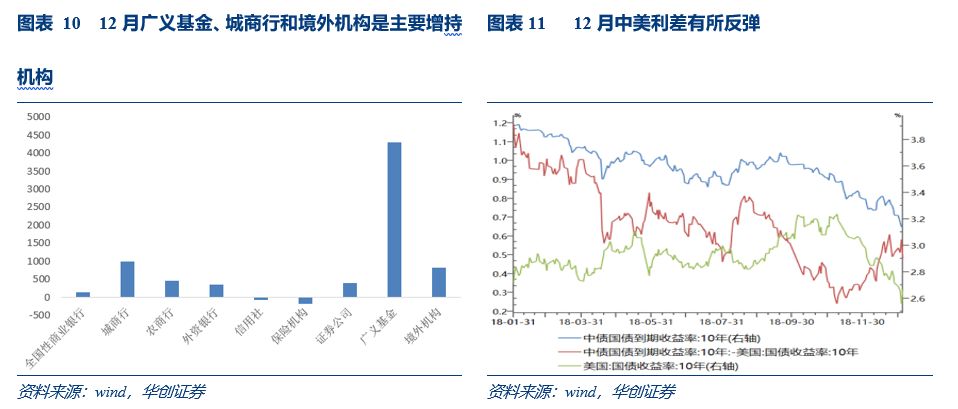 图表 10 12 月广义基金、城商行和境外机构是主要增持
机构
5000
4500
4000
3500
3000
2500
2000
1500
1000
500
0
-500
全国性商业银行
城商行
农商行
外资银行
信用社
保险机构
证券公司
广义基金
境外机构
资料来源：wind，华创证券
图表 11 12 月中美利差有所反弹
% %
1.2
1.1
1.0
0.9
0.8
0.7
0.6
0.5
0.4
0.3
0.2
3.8
3.6
3.4
3.2
3.0
2.8
2.6
18-01-31 18-03-31 18-05-31 18-07-31 18-09-30 18-11-30
中债国债到期收益率:10年(右轴)
中债国债到期收益率:10年:-美国:国债收益率:10年
美国:国债收益率:10年(右轴)
资料来源：wind，华创证券